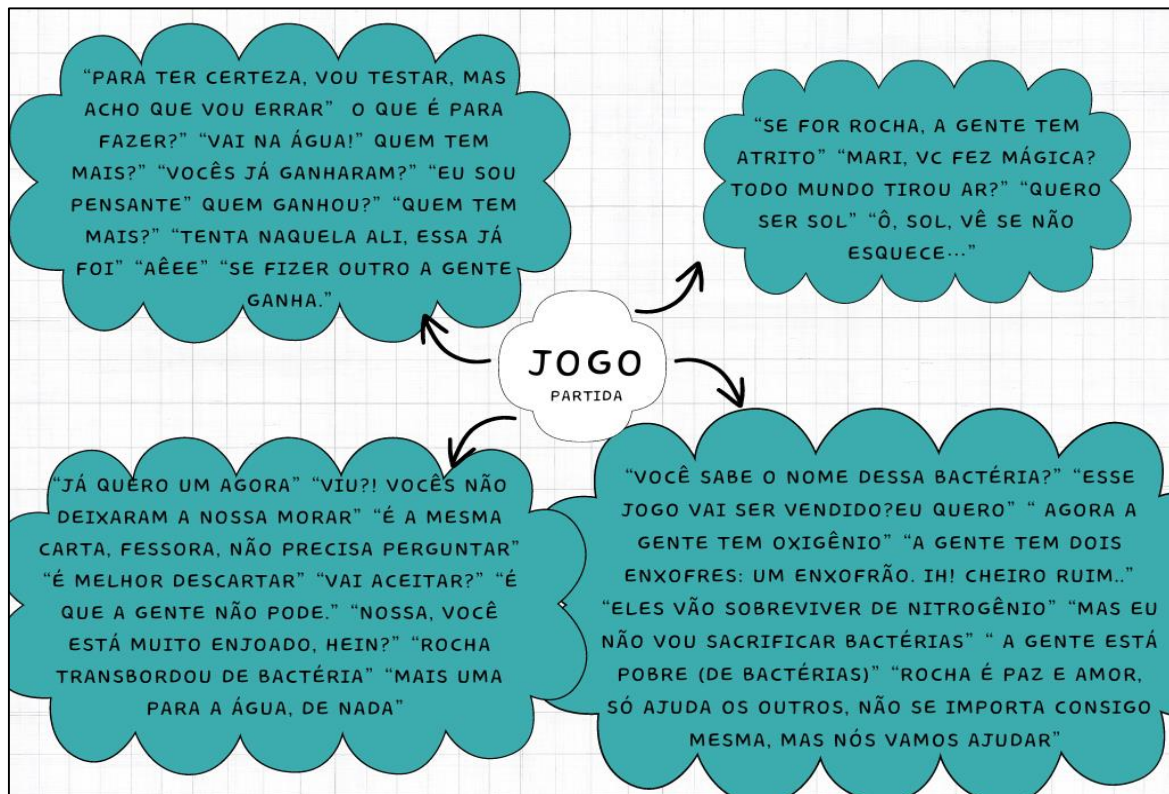 “PARA TER CERTEZA, VOU TESTAR, MAS
ACHO QUE VOU ERRAR” O QUE É PARA
FAZER?” “VAI NA ÁGUA!” QUEM TEM
MAIS?” “VOCÊS JÁ GANHARAM?” “EU SOU
PENSANTE” QUEM GANHOU?” “QUEM TEM
MAIS?” “TENTA NAQUELA ALI, ESSA JÁ
FOI” “AÊEE” “SE FIZER OUTRO A GENTE
GANHA.”
“SE FOR ROCHA, A GENTE TEM
ATRITO” “MARI, VC FEZ MÁGICA?
TODO MUNDO TIROU AR?” “QUERO
SER SOL” “Ô, SOL, VÊ SE NÃO
ESQUECE...”
JOGO
PARTIDA
“JÁ QUERO UM AGORA” “VIU?! VOCÊS NÃO
DEIXARAM A NOSSA MORAR” “É A MESMA
CARTA, FESSORA, NÃO PRECISA PERGUNTAR”
“É MELHOR DESCARTAR” “VAI ACEITAR?” “É
QUE A GENTE NÃO PODE.” “NOSSA, VOCÊ
ESTÁ MUITO ENJOADO, HEIN?” “ROCHA
TRANSBORDOU DE BACTÉRIA” “MAIS UMA
PARA A ÁGUA, DE NADA”
“VOCÊ SABE O NOME DESSA BACTÉRIA?” “ESSE
JOGO VAI SER VENDIDO?EU QUERO” “ AGORA A
GENTE TEM OXIGÊNIO” “A GENTE TEM DOIS
ENXOFRES: UM ENXOFRÃO. IH! CHEIRO RUIM..”
“ELES VÃO SOBREVIVER DE NITROGÊNIO” “MAS EU
NÃO VOU SACRIFICAR BACTÉRIAS” “ A GENTE ESTÁ
POBRE (DE BACTÉRIAS)” “ROCHA É PAZ E AMOR,
SÓ AJUDA OS OUTROS, NÃO SE IMPORTA CONSIGO
MESMA, MAS NÓS VAMOS AJUDAR”